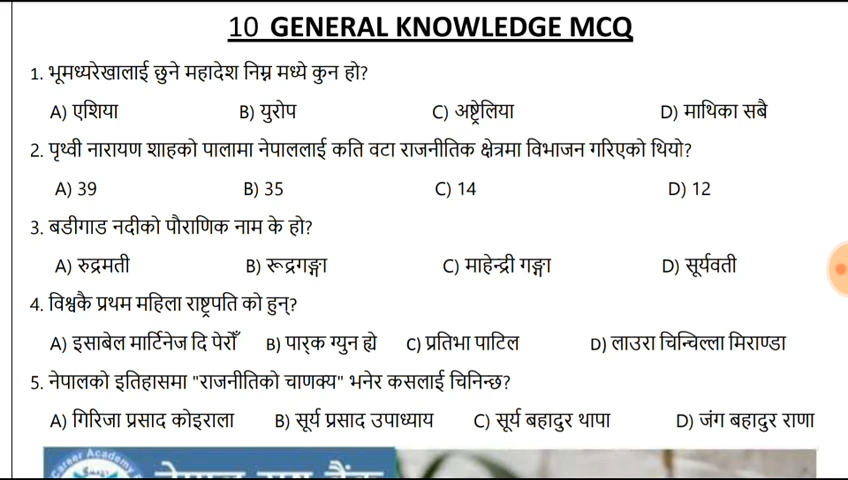 10 GENERAL KNOWLEDGE MCQ
1. भूमध्यरेखालाई छुने महादेश निम्न मध्ये कुन हो?
A) एशिया B) युरोप C) अष्ट्रेलिया D) माथिका सबै
2. पृथ्वी नारायण शाहको पालामा नेपाललाई कति वटा राजनीतिक क्षेत्रमा विभाजन गरिएको थियो?
A) 39 B) 35 C) 14 D) 12
3. बडीगाड नदीको पौराणिक नाम के हो?
A) रुद्रमती B) रूद्रगङ्गा C) माहेन्द्री गङ्गा D) सूर्यवती
4. विश्वकै प्रथम महिला राष्ट्रपति को हुन्?
A) इसाबेल मार्टिनेज दि पेरोँ B) पार्‌क ग्युन ह्ये C) प्रतिभा पाटिल D) लाउरा चिन्चिल्ला मिराण्डा
5. नेपालको इतिहासमा "राजनीतिको चाणक्य" भनेर कसलाई चिनिन्छ?
A) गिरिजा प्रसाद कोइराला B) सूर्य प्रसाद उपाध्याय C) सूर्य बहादुर थापा D) जंग बहादुर राणा
Career Academy